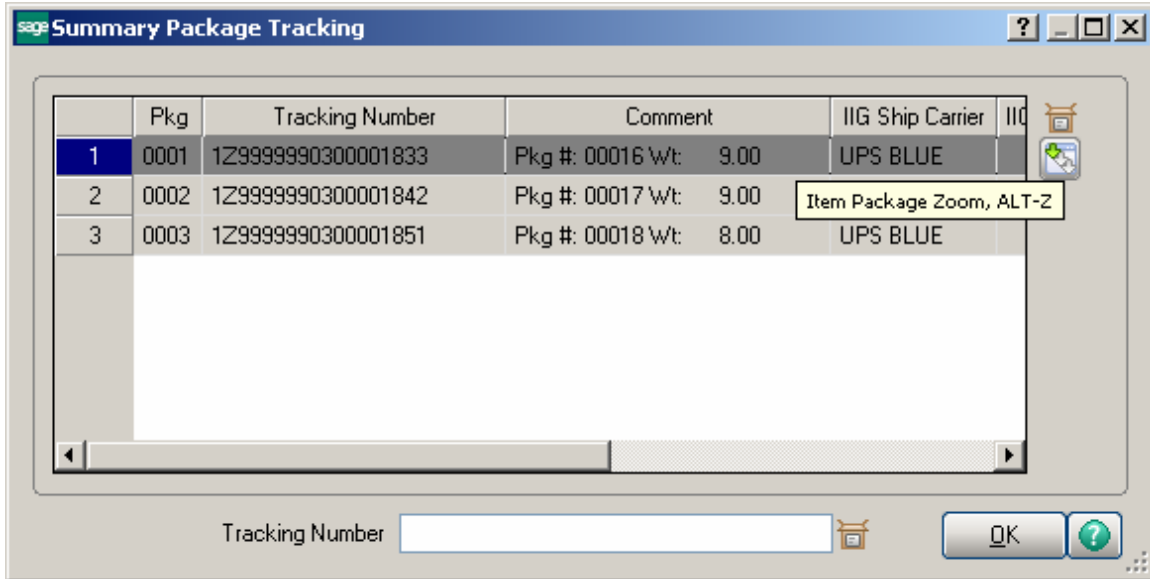 sage Summary Package Tracking
Pkg Tracking Number Comment IIG Ship Carrier
1 0001 1Z9999990300001833 Pkg #: 00016 Wt: 9.00 UPS BLUE
2 0002 1Z9999990300001842 Pkg #: 00017 Wt: 9.00
Item Package Zoom, ALT-Z
3 0003 1Z9999990300001851 Pkg #: 00018 Wt: 8.00 UPS BLUE
Tracking Number OK